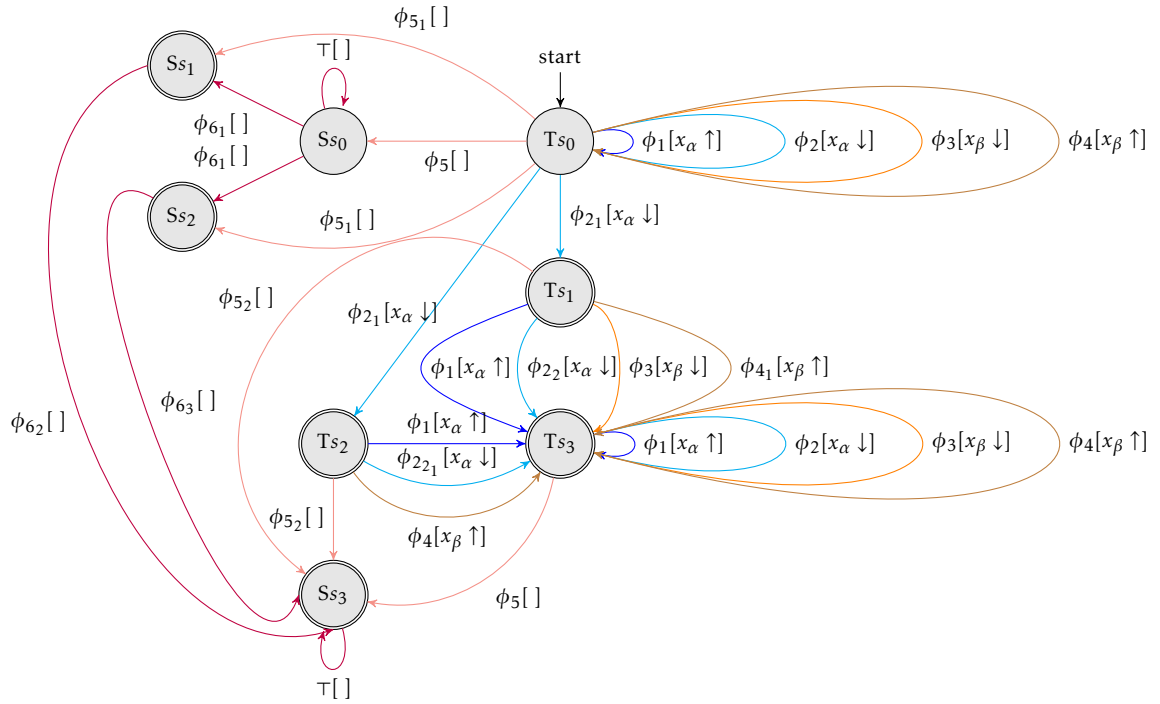 ϕ₅₁[ ]
⊤[ ]
start
Ss₁
ϕ₆₁[ ]
ϕ₆₁[ ]
Ss₀
ϕ₅[ ]
Ts₀
ϕ₁[xα ↑]
ϕ₂[xα ↓]
ϕ₃[xβ ↓]
ϕ₄[xβ ↑]
Ss₂
ϕ₅₁[ ]
ϕ₂₁[xα ↓]
ϕ₅₂[ ]
Ts₁
ϕ₂₁[xα ↓]
ϕ₁[xα ↑]
ϕ₂₂[xα ↓]
ϕ₃[xβ ↓]
ϕ₄₁[xβ ↑]
ϕ₆₂[ ]
ϕ₆₃[ ]
Ts₂
ϕ₁[xα ↑]
ϕ₂₂₁[xα ↓]
Ts₃
ϕ₁[xα ↑]
ϕ₂[xα ↓]
ϕ₃[xβ ↓]
ϕ₄[xβ ↑]
ϕ₅₂[ ]
ϕ₄[xβ ↑]
Ss₃
ϕ₅[ ]
⊤[ ]